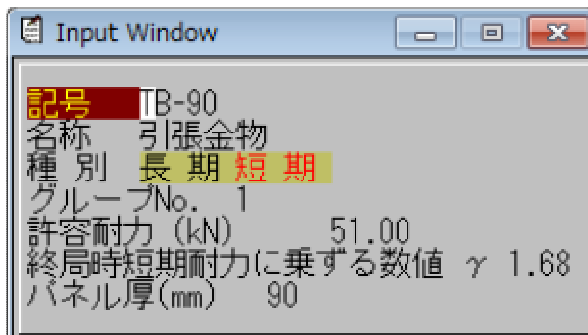 Input Window
記号 TB-90
名称 引張金物
種 別 長 期 短 期
グループNo. 1
許容耐力 (kN) 51.00
終局時短期耐力に乗ずる数値 γ 1.68
パネル厚(mm) 90